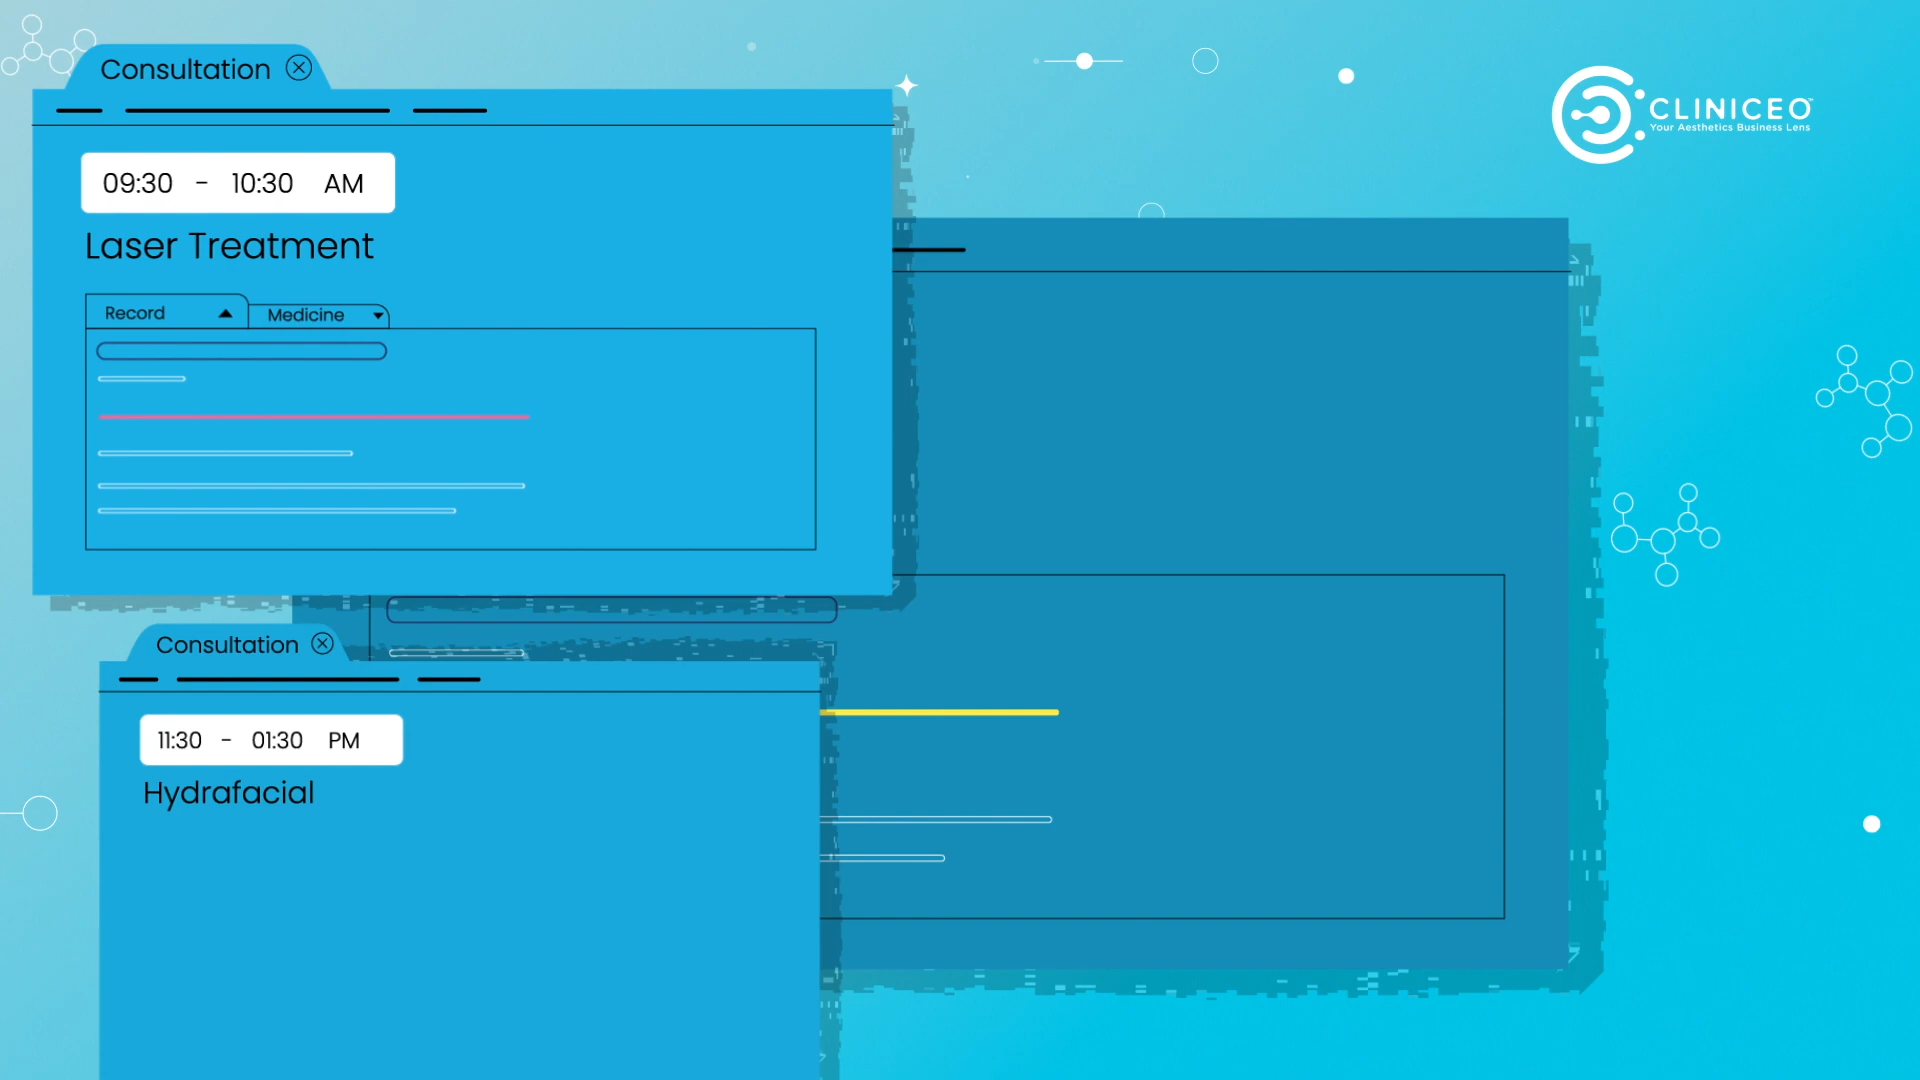 Consultation
09:30 - 10:30 AM
Laser Treatment
Record
Medicine
CLINICEO
Your Aesthetics Business Lens
Consultation
11:30 - 01:30 PM
Hydrafacial